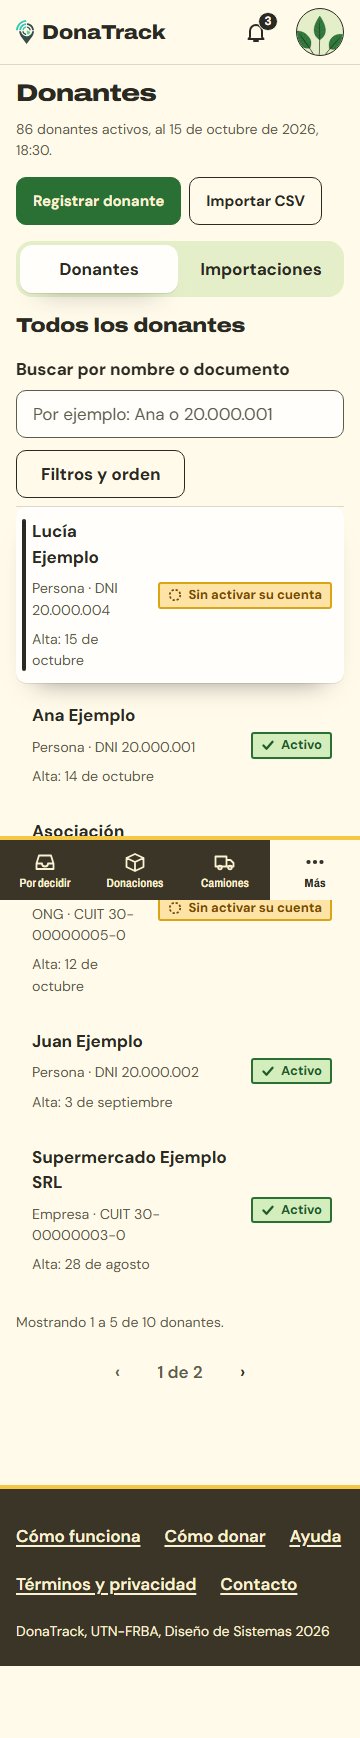 DonaTrack
3
Donantes
86 donantes activos, al 15 de octubre de 2026,
18:30.
Registrar donante
Importar CSV
Donantes
Importaciones
Todos los donantes
Buscar por nombre o documento
Por ejemplo: Ana o 20.000.001
Filtros y orden
Lucía
Ejemplo
Persona · DNI
20.000.004
Alta: 15 de
octubre
Sin activar su cuenta
Ana Ejemplo
Persona · DNI 20.000.001
Alta: 14 de octubre
Activo
Asociación
Por decidir
Donaciones
Camiones
Más
ONG · CUIT 30-
00000005-0
Alta: 12 de
octubre
Sin activar su cuenta
Juan Ejemplo
Persona · DNI 20.000.002
Alta: 3 de septiembre
Activo
Supermercado Ejemplo
SRL
Empresa · CUIT 30-
00000003-0
Alta: 28 de agosto
Activo
Mostrando 1 a 5 de 10 donantes.
‹ 1 de 2 ›
Cómo funciona
Cómo donar
Ayuda
Términos y privacidad
Contacto
DonaTrack, UTN-FRBA, Diseño de Sistemas 2026